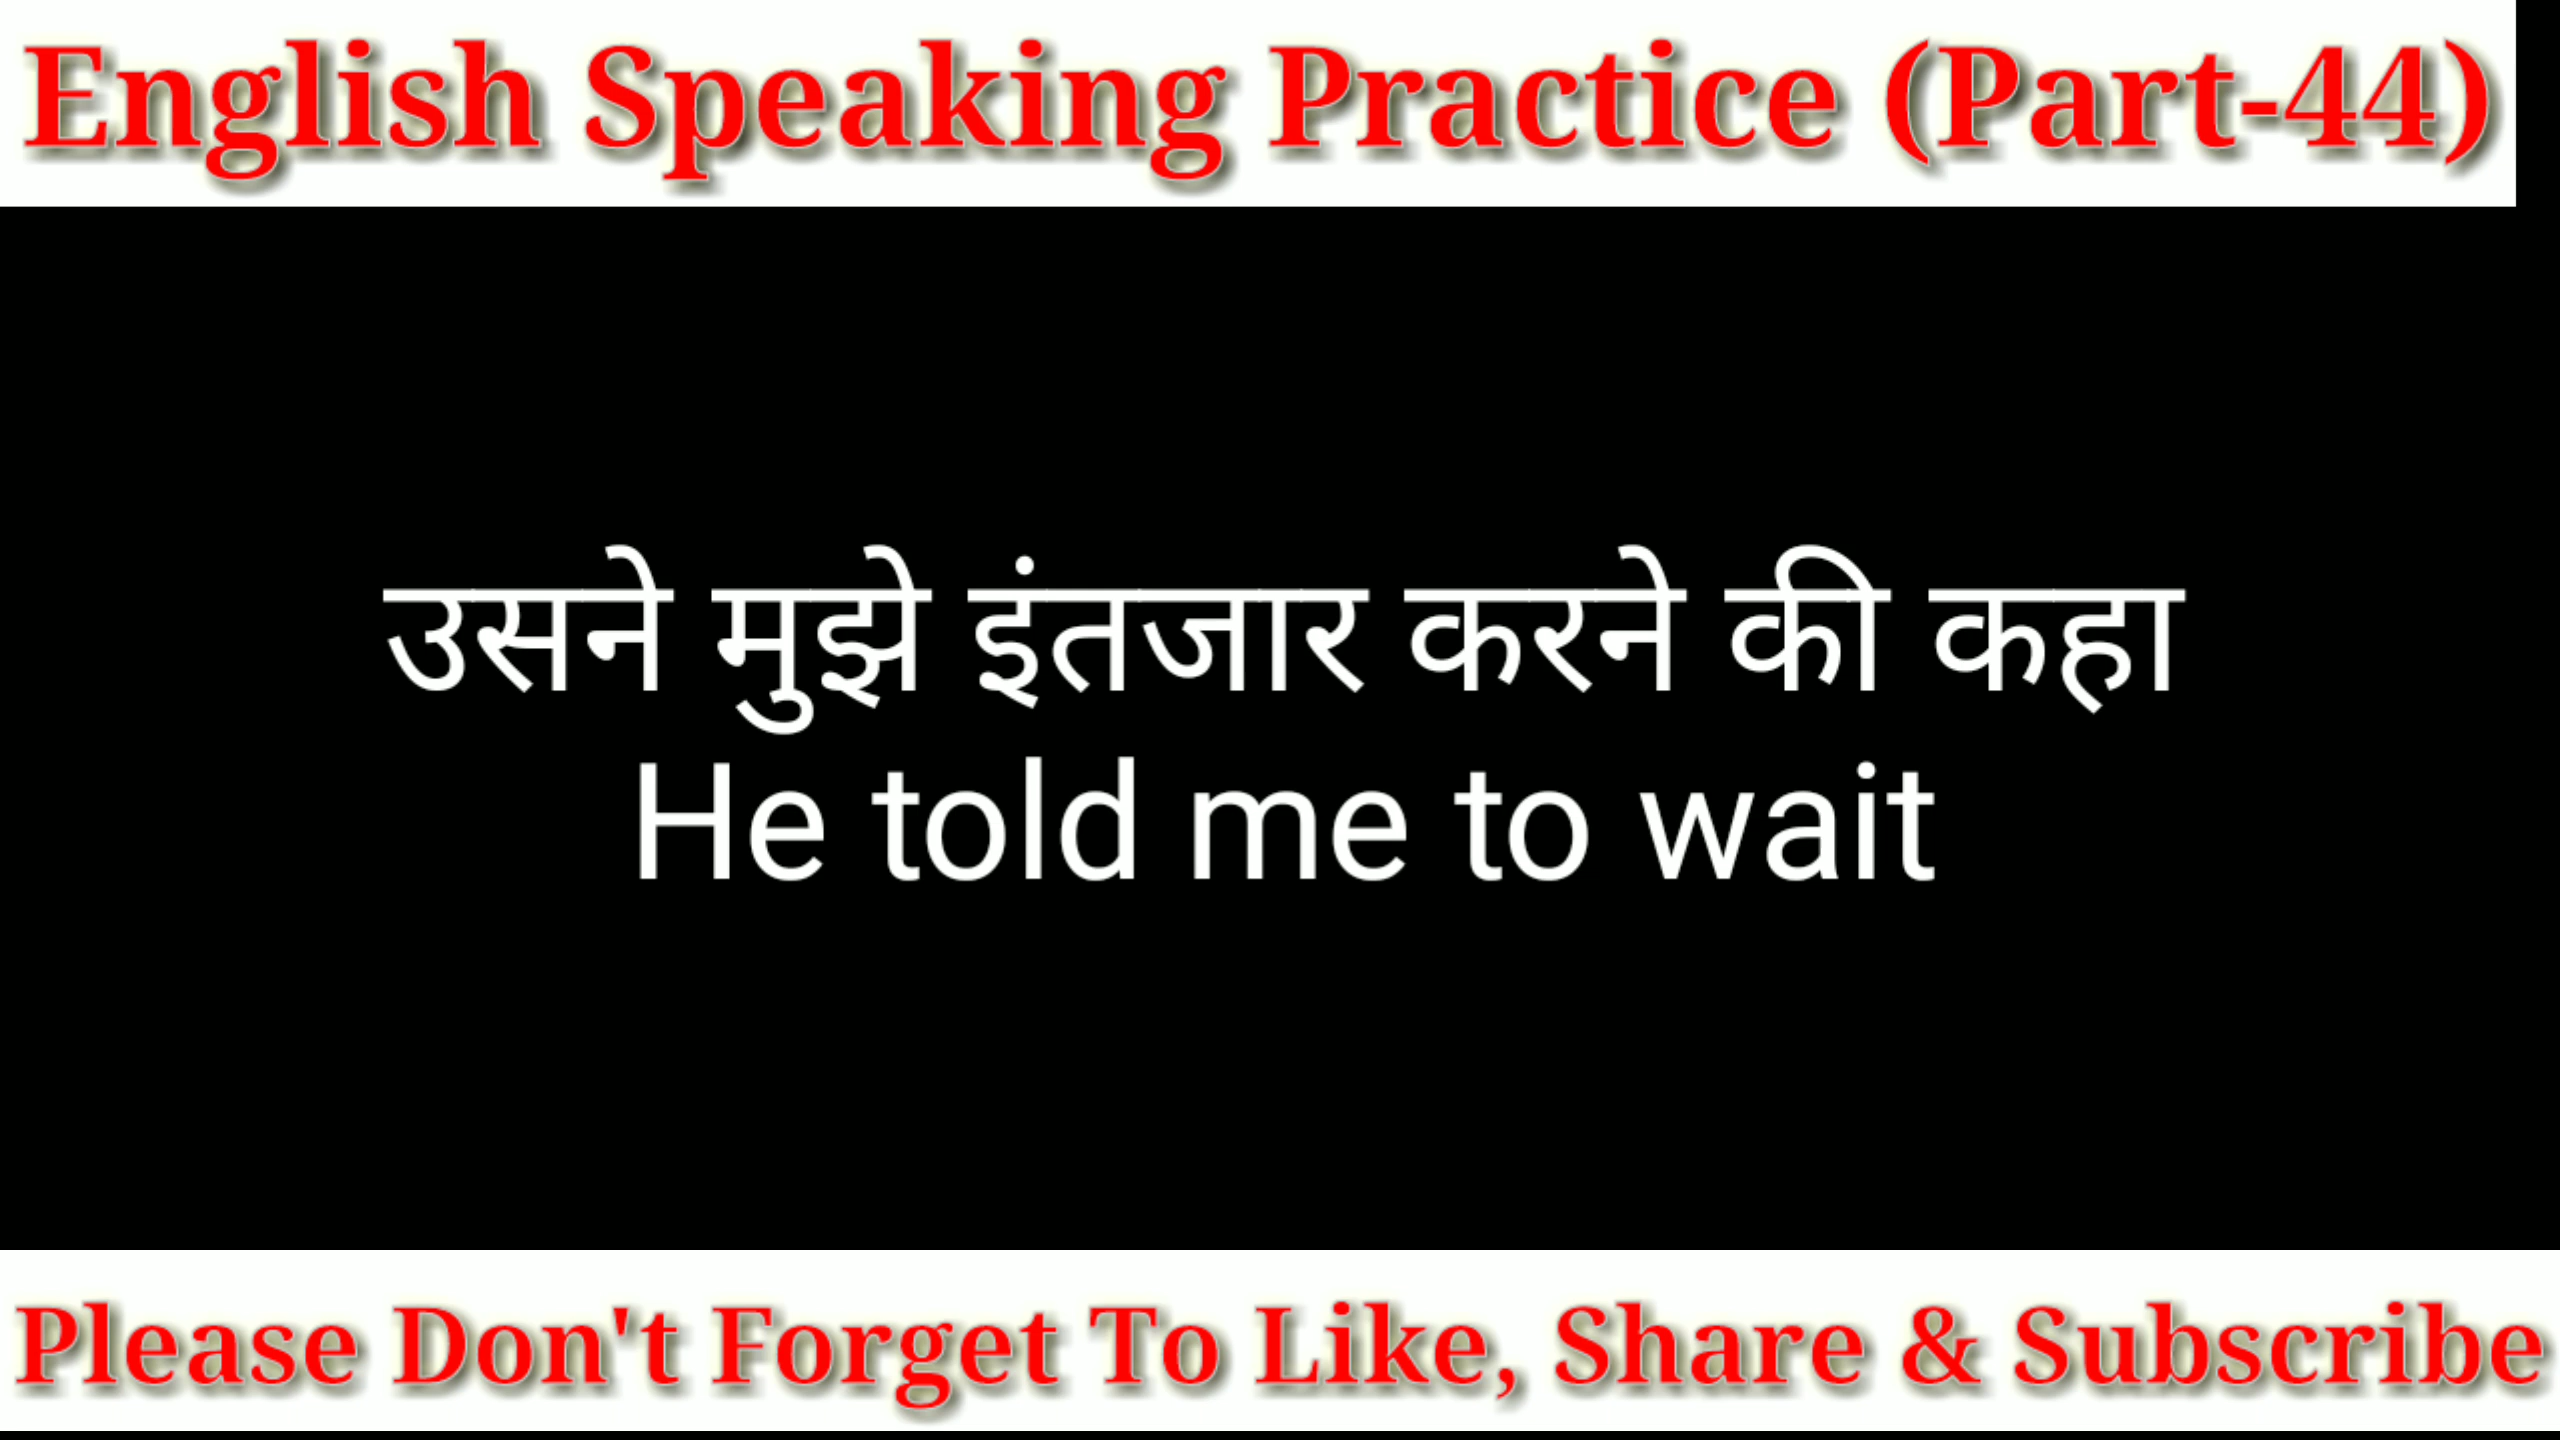 English Speaking Practice (Part-44)
उसने मुझे इंतजार करने की कहा
He told me to wait
Please Don't Forget To Like, Share & Subscribe